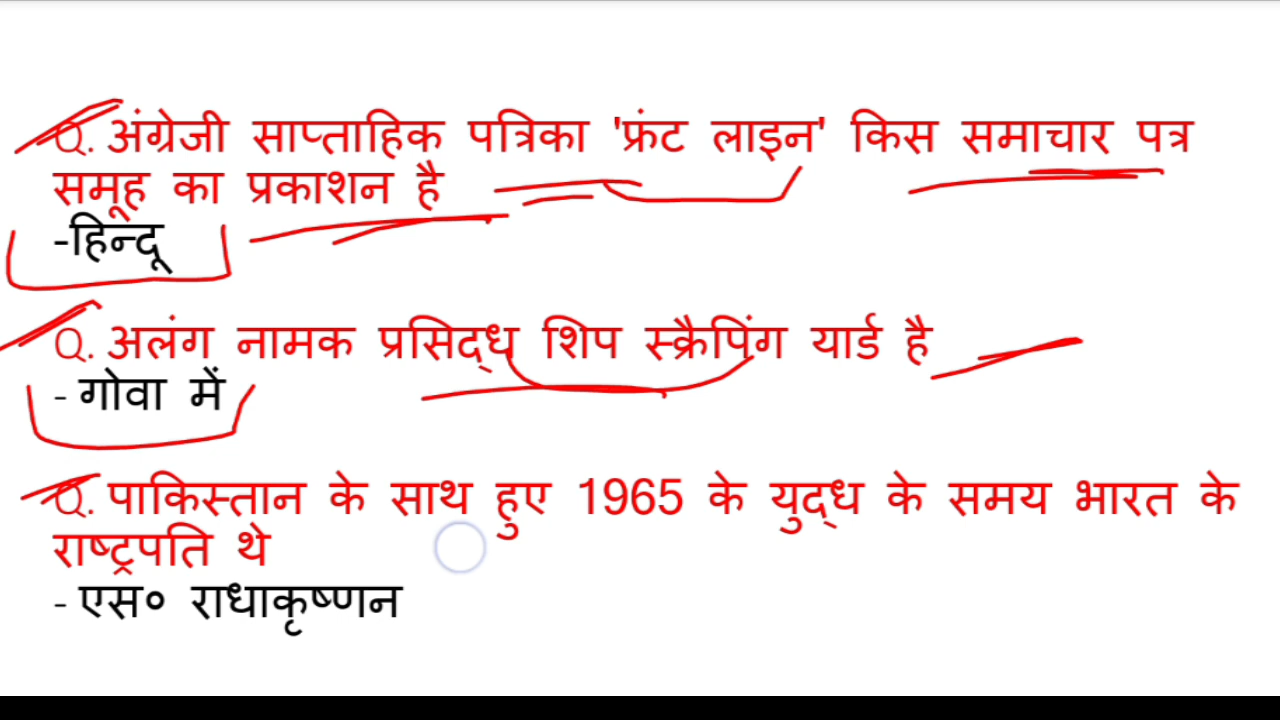 Q. अंग्रेजी साप्ताहिक पत्रिका 'फ्रंट लाइन' किस समाचार पत्र
समूह का प्रकाशन है
-हिन्दू
Q. अलंग नामक प्रसिद्ध शिप स्क्रैपिंग यार्ड है
- गोवा में
Q. पाकिस्तान के साथ हुए 1965 के युद्ध के समय भारत के
राष्ट्रपति थे
- एस० राधाकृष्णन